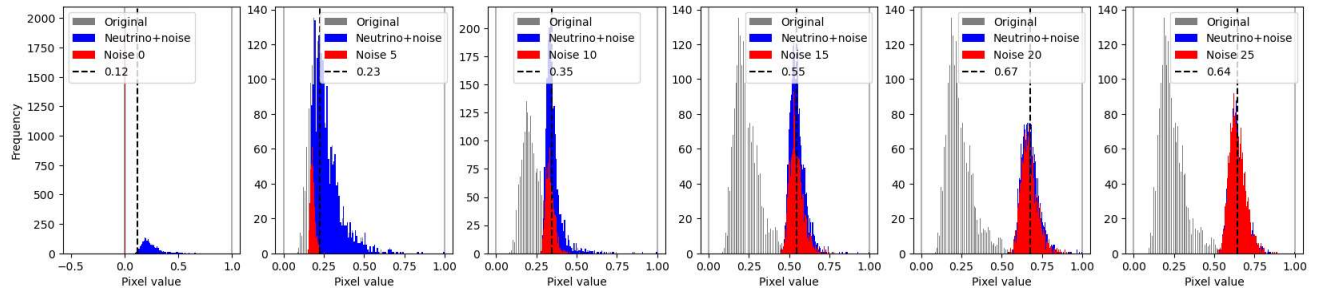 Frequency
2000
1750
1500
1250
1000
750
500
250
0
Original
Neutrino+noise
Noise 0
0.12
-0.5 0.0 0.5 1.0
Pixel value
140
120
100
80
60
40
20
0
Original
Neutrino+noise
Noise 5
0.23
0.00 0.25 0.50 0.75 1.00
Pixel value
200
175
150
125
100
75
50
25
0
Original
Neutrino+noise
Noise 10
0.35
0.00 0.25 0.50 0.75 1.00
Pixel value
140
120
100
80
60
40
20
0
Original
Neutrino+noise
Noise 15
0.55
0.00 0.25 0.50 0.75 1.00
Pixel value
140
120
100
80
60
40
20
0
Original
Neutrino+noise
Noise 20
0.67
0.00 0.25 0.50 0.75 1.00
Pixel value
140
120
100
80
60
40
20
0
Original
Neutrino+noise
Noise 25
0.64
0.00 0.25 0.50 0.75 1.00
Pixel value